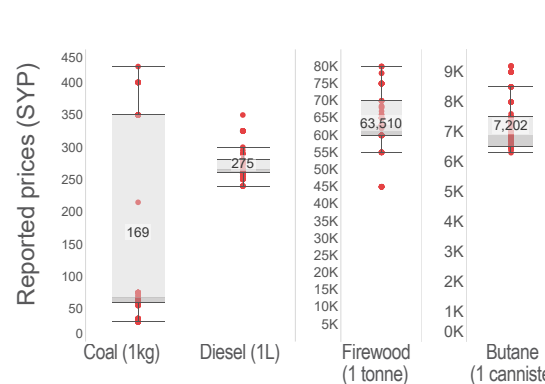 Reported prices (SYP)
450
400
350
300
250
200
150
100
50
0
169
Coal (1kg)
275
Diesel (1L)
80K
75K
70K
65K
60K
55K
50K
45K
40K
35K
30K
25K
20K
15K
10K
5K
63,510
Firewood
(1 tonne)
9K
8K
7K
6K
5K
4K
3K
2K
1K
0K
7,202
Butane
(1 canniste